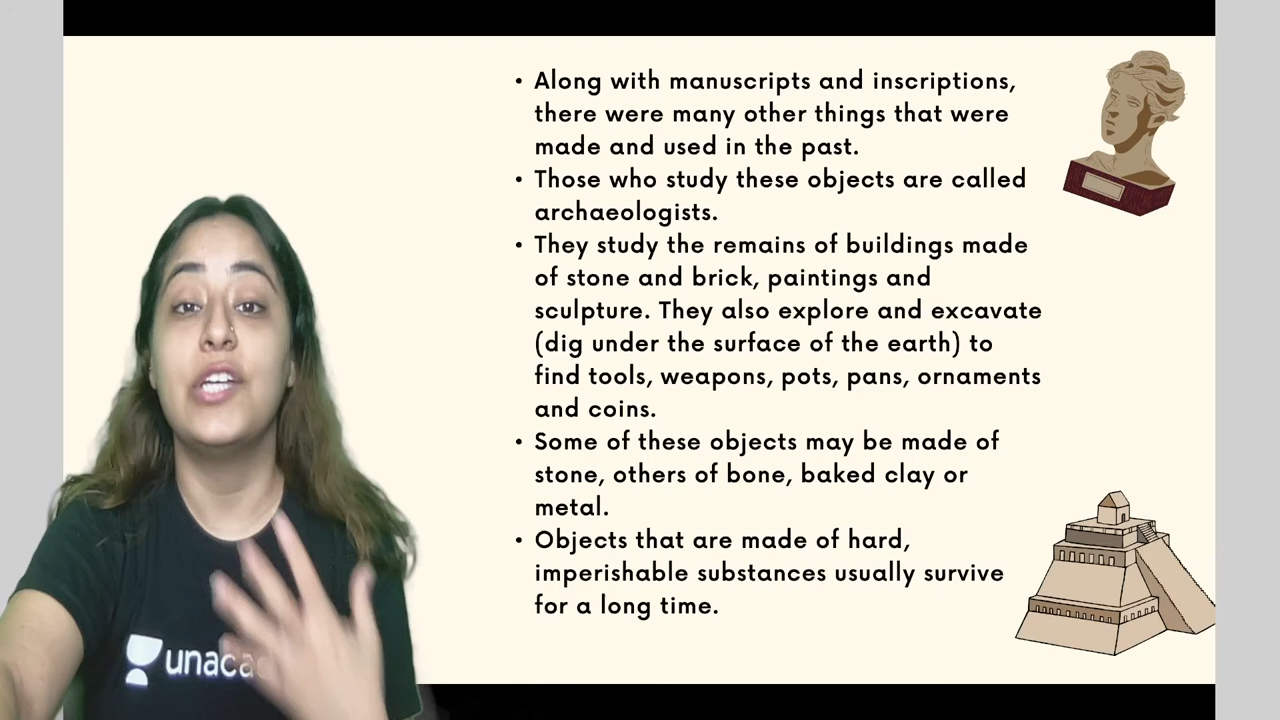 • Along with manuscripts and inscriptions,
there were many other things that were
made and used in the past.
• Those who study these objects are called
archaeologists.
• They study the remains of buildings made
of stone and brick, paintings and
sculpture. They also explore and excavate
(dig under the surface of the earth) to
find tools, weapons, pots, pans, ornaments
and coins.
• Some of these objects may be made of
stone, others of bone, baked clay or
metal.
• Objects that are made of hard,
imperishable substances usually survive
for a long time.